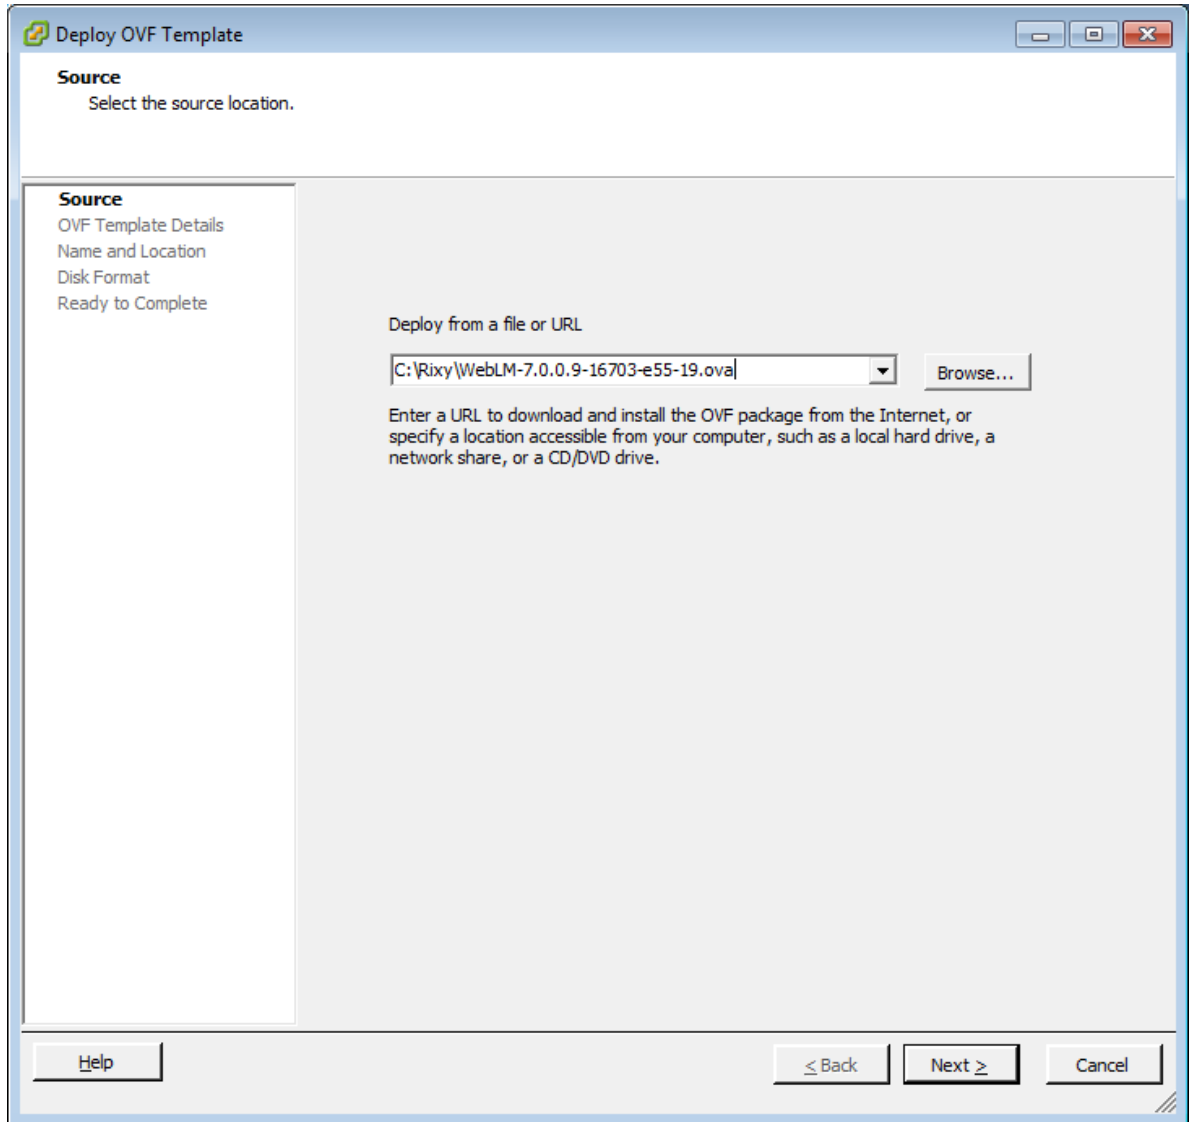 Deploy OVF Template
Source
Select the source location.
Source
OVF Template Details
Name and Location
Disk Format
Ready to Complete
Deploy from a file or URL
C:\Rixy\WebLM-7.0.0.9-16703-e55-19.ova
Browse...
Enter a URL to download and install the OVF package from the Internet, or
specify a location accessible from your computer, such as a local hard drive, a
network share, or a CD/DVD drive.
Help
< Back
Next >
Cancel